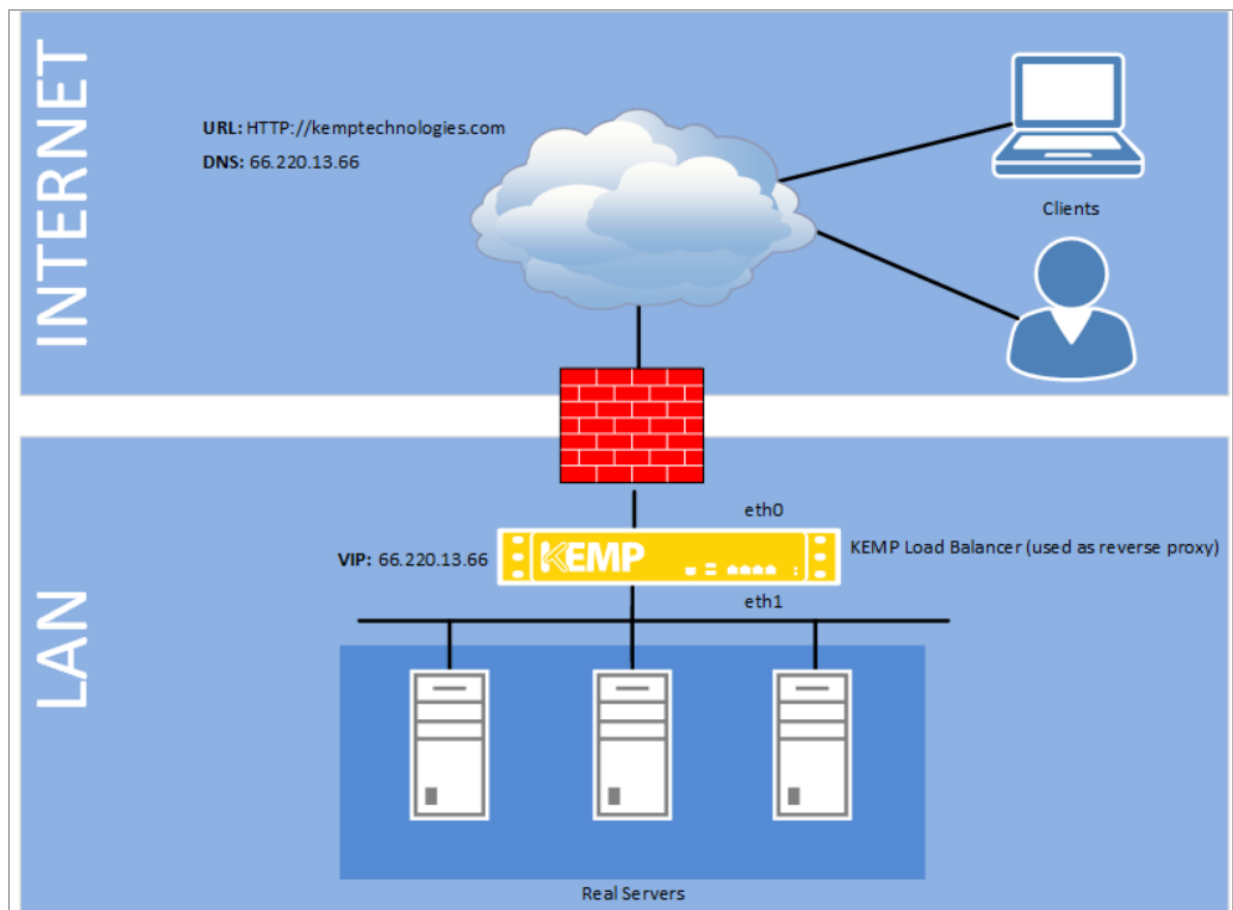 INTERNET
URL: HTTP://kemptechnologies.com
DNS: 66.220.13.66
Clients
LAN
eth0
VIP: 66.220.13.66
KEMP
KEMP Load Balancer (used as reverse proxy)
eth1
Real Servers